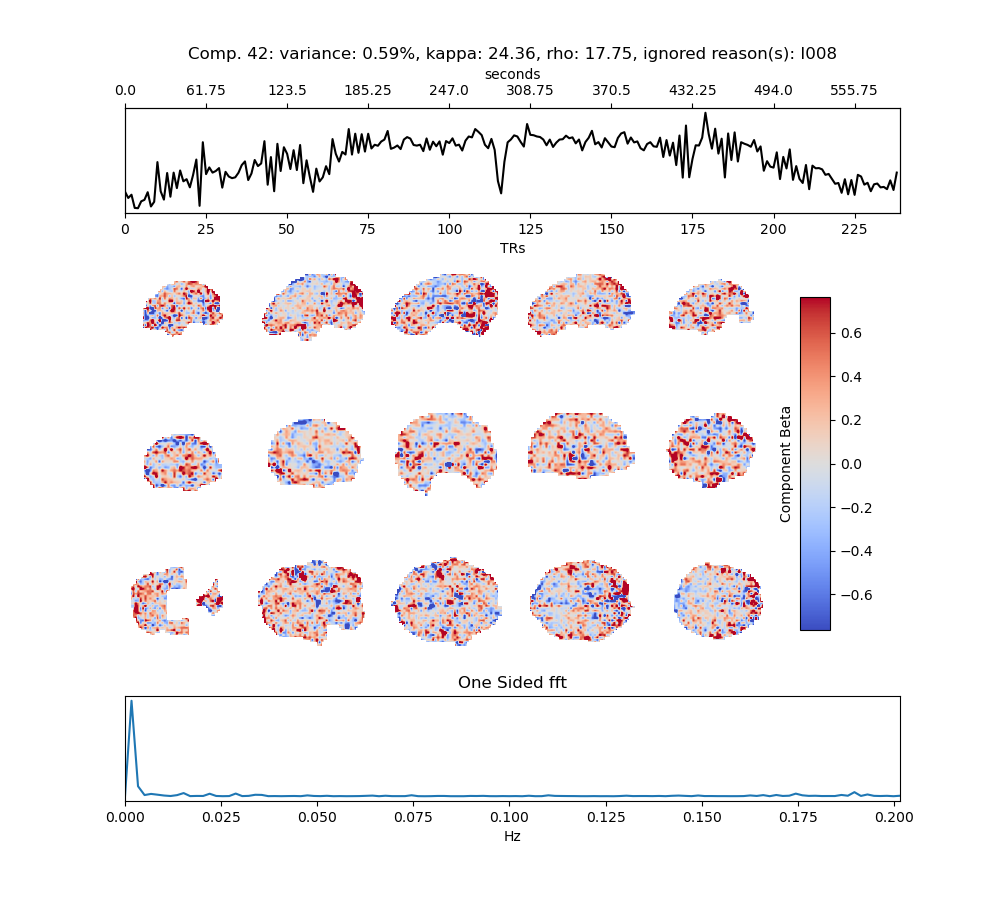 Comp. 42: variance: 0.59%, kappa: 24.36, rho: 17.75, ignored reason(s): I008
seconds
0.0 61.75 123.5 185.25 247.0 308.75 370.5 432.25 494.0 555.75
0 25 50 75 100 125 150 175 200 225
TRs
0.6
0.4
0.2
0.0
−0.2
−0.4
−0.6
Component Beta
One Sided fft
0.000 0.025 0.050 0.075 0.100 0.125 0.150 0.175 0.200
Hz